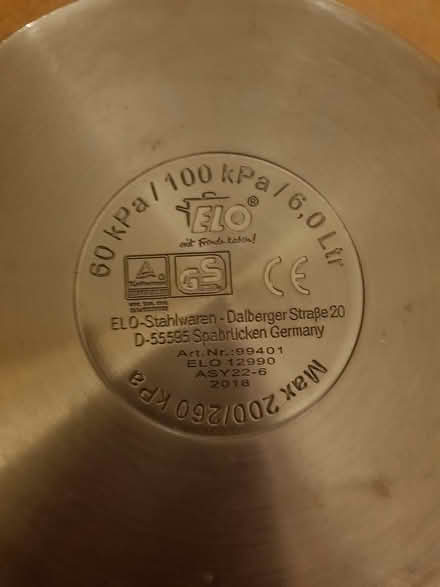 60 kPa / 100 kPa / 6,0 Ltr
ELO®
mit Freude kochen!
GS
CE
ELO-Stahlwaren - Dalberger Straße 20
D-55595 Spabrücken Germany
Art.Nr.:99401
ELO 12990
ASY22-6
2018
Max 200/260 kPa